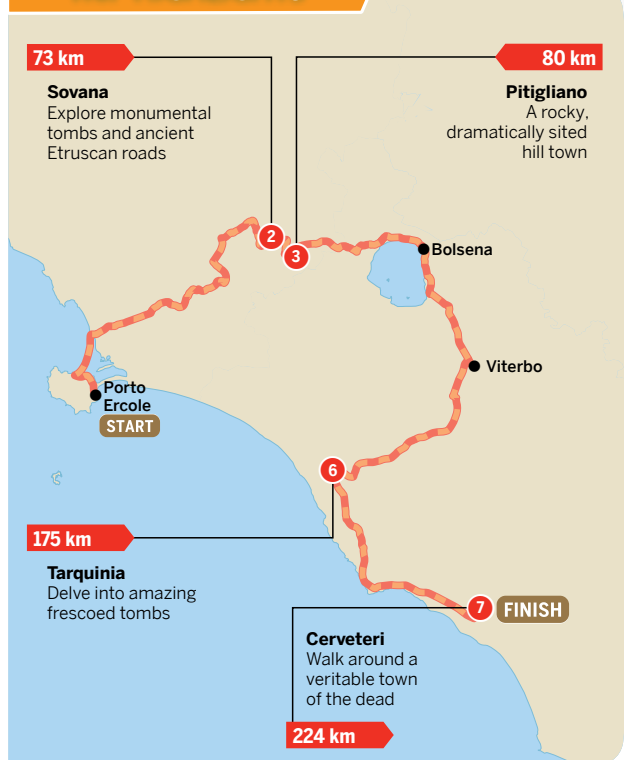 73 km
Sovana
Explore monumental
tombs and ancient
Etruscan roads
80 km
Pitigliano
A rocky,
dramatically sited
hill town
2
3
Bolsena
Viterbo
Porto
Ercole
START
6
175 km
Tarquinia
Delve into amazing
frescoed tombs
7
FINISH
Cerveteri
Walk around a
veritable town
of the dead
224 km